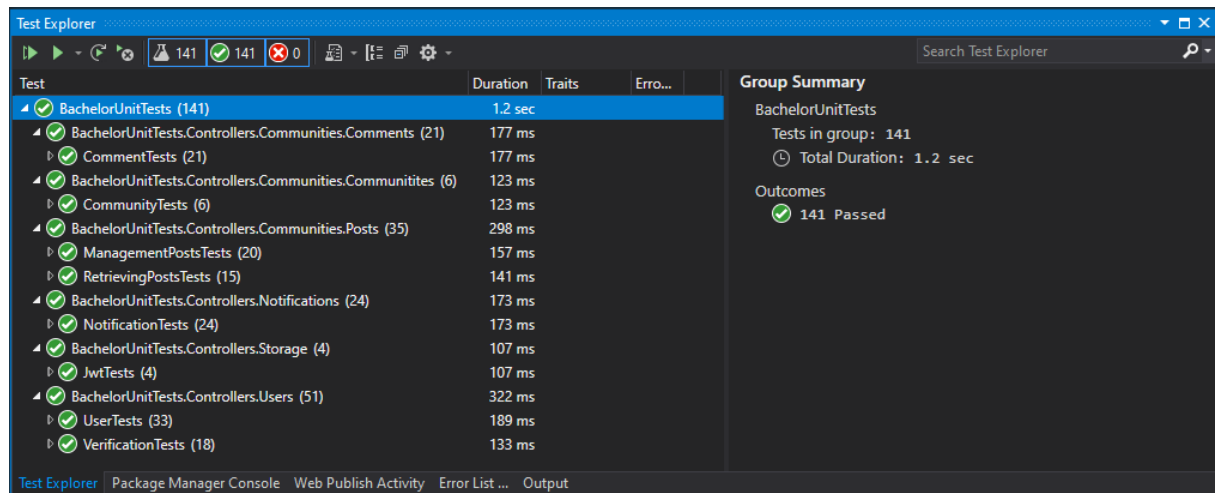 Test Explorer
141 141 0 Search Test Explorer
Test Duration Traits Erro...
BachelorUnitTests (141) 1.2 sec
BachelorUnitTests.Controllers.Communities.Comments (21) 177 ms
CommentTests (21) 177 ms
BachelorUnitTests.Controllers.Communities.Communitites (6) 123 ms
CommunityTests (6) 123 ms
BachelorUnitTests.Controllers.Communities.Posts (35) 298 ms
ManagementPostsTests (20) 157 ms
RetrievingPostsTests (15) 141 ms
BachelorUnitTests.Controllers.Notifications (24) 173 ms
NotificationTests (24) 173 ms
BachelorUnitTests.Controllers.Storage (4) 107 ms
JwtTests (4) 107 ms
BachelorUnitTests.Controllers.Users (51) 322 ms
UserTests (33) 189 ms
VerificationTests (18) 133 ms
Group Summary
BachelorUnitTests
Tests in group: 141
Total Duration: 1.2 sec
Outcomes
141 Passed
Test Explorer Package Manager Console Web Publish Activity Error List ... Output